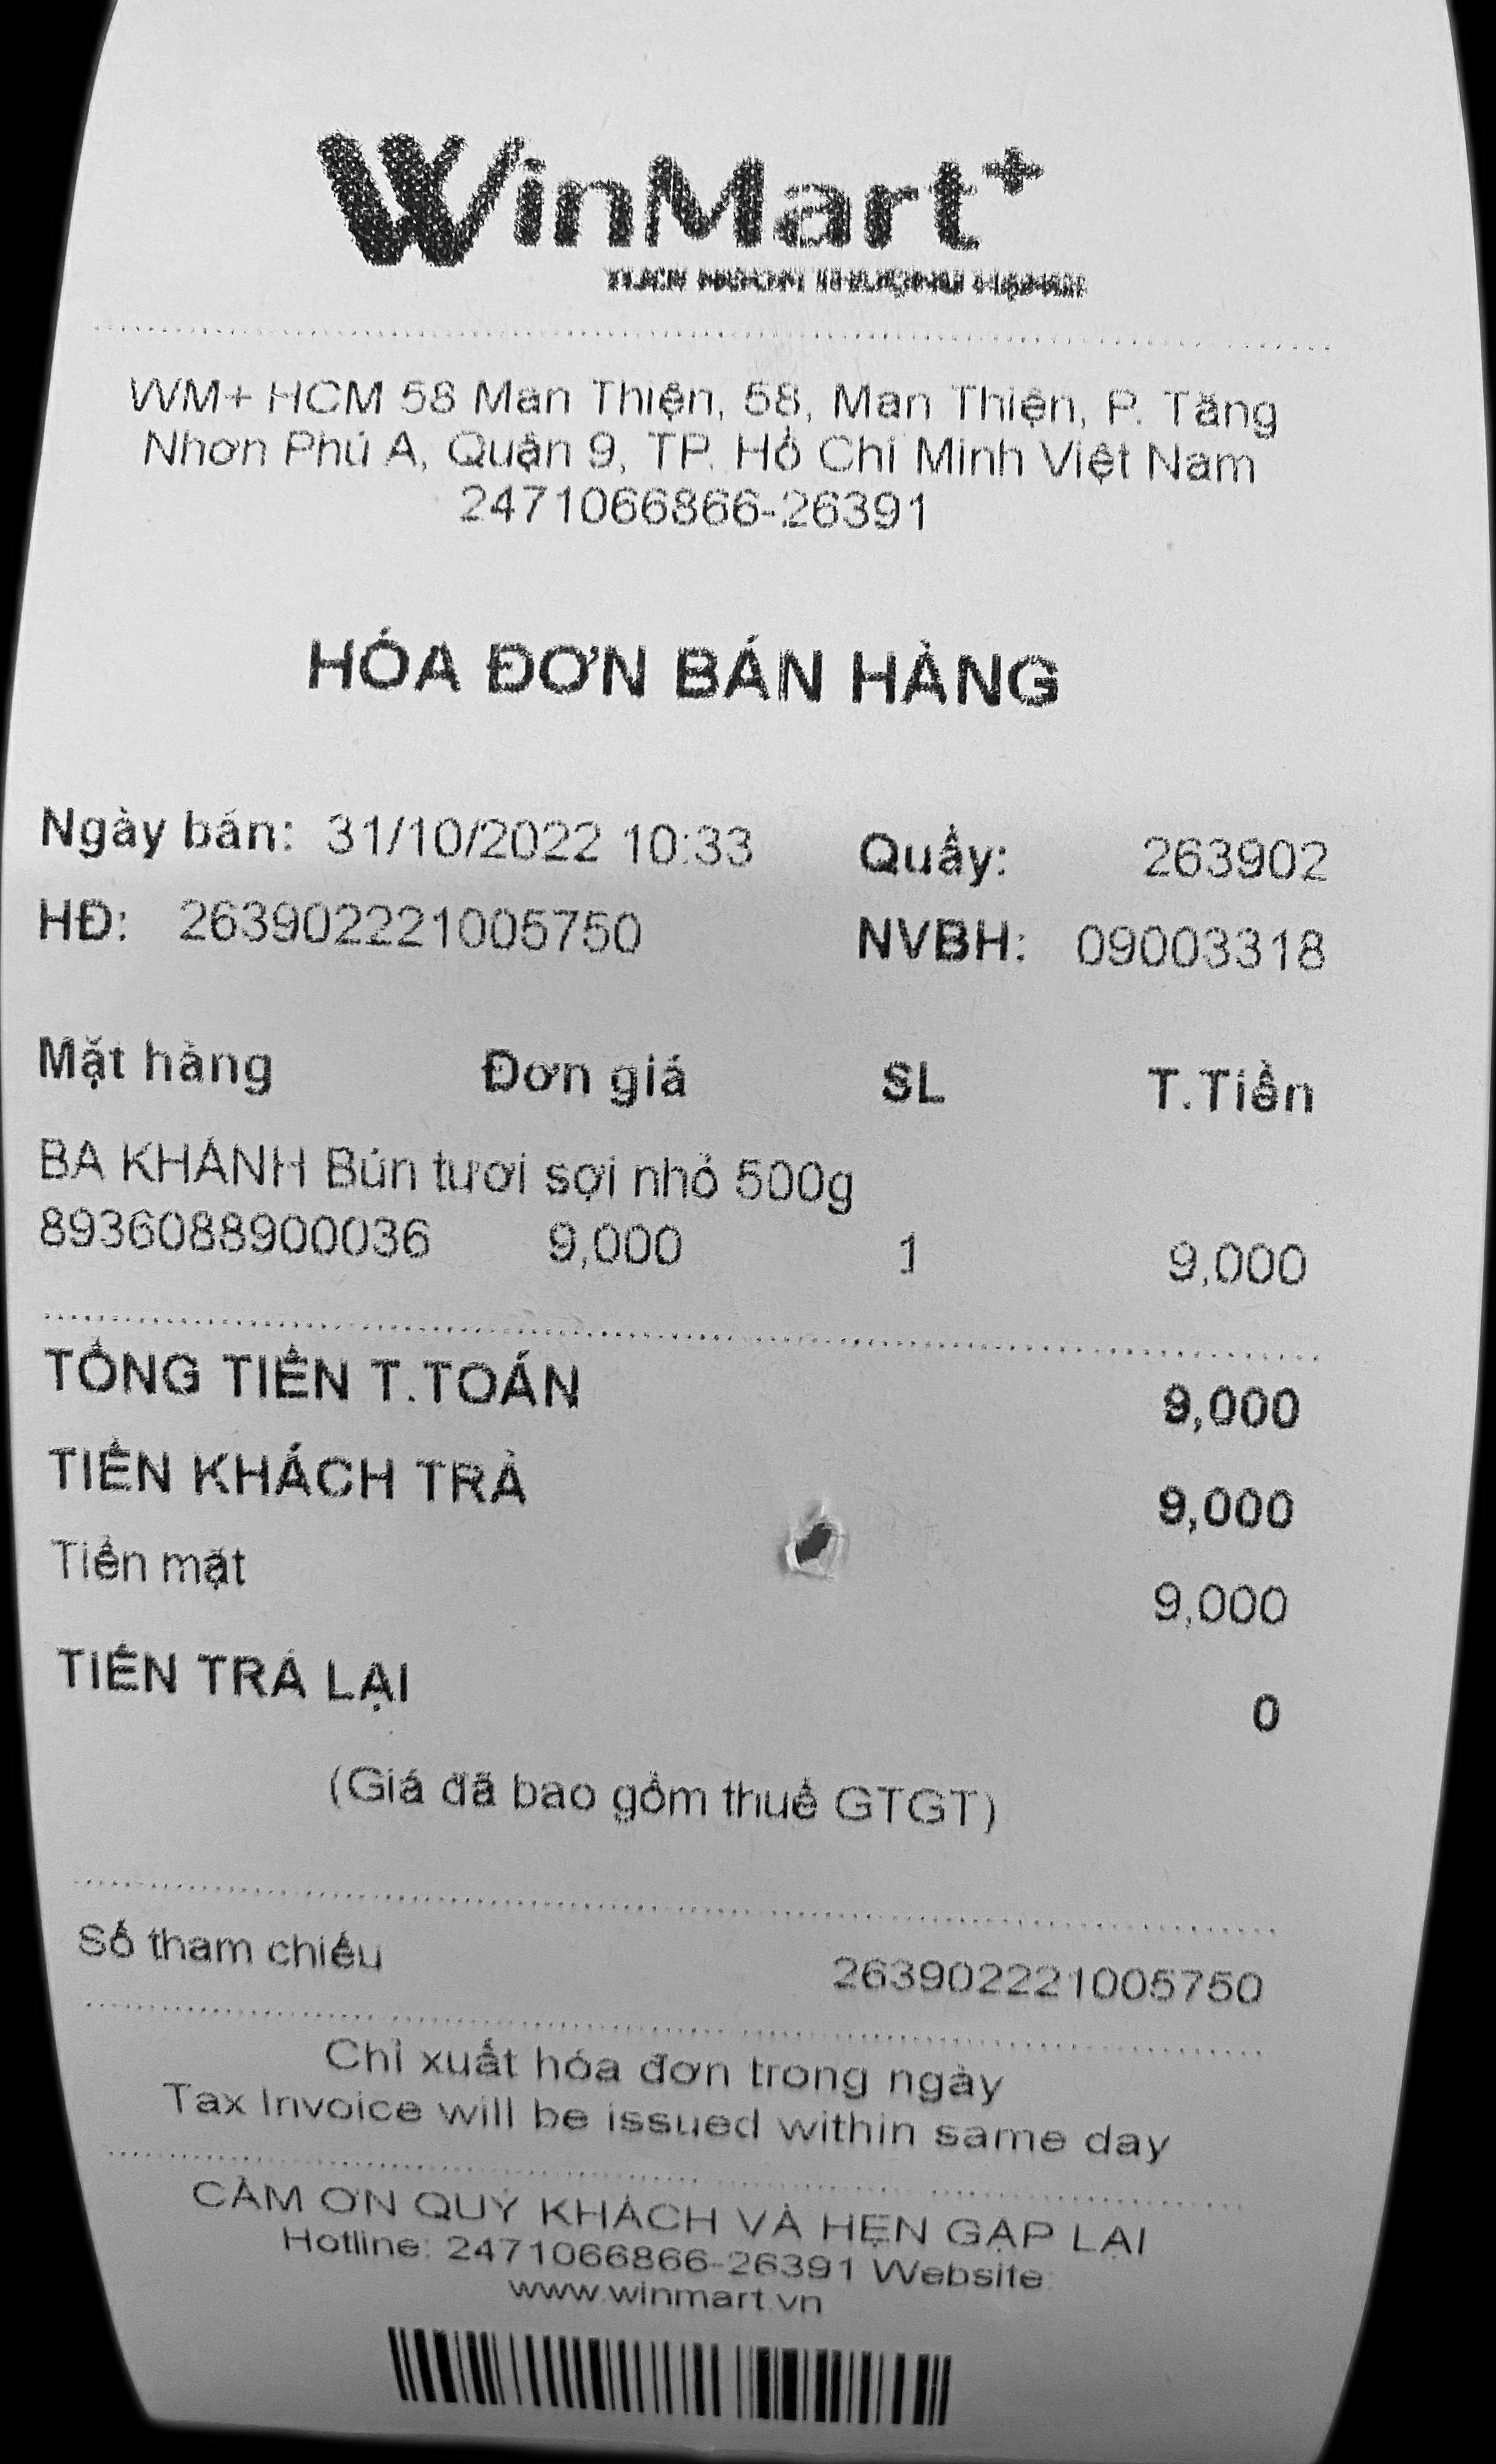 WinMart+
WM+ HCM 58 Man Thiện, 58, Man Thiện, P. Tăng
Nhơn Phú A, Quận 9, TP. Hồ Chí Minh Việt Nam
2471066866-26391
HÓA ĐƠN BÁN HÀNG
Ngày bán: 31/10/2022 10:33 Quầy: 263902
HĐ: 263902221005750 NVBH: 09003318
Mặt hàng Đơn giá SL T.Tiền
BA KHÁNH Bún tươi sợi nhỏ 500g
8936088900036 9,000 1 9,000
TỔNG TIỀN T.TOÁN 9,000
TIỀN KHÁCH TRẢ 9,000
Tiền mặt 9,000
TIỀN TRẢ LẠI 0
(Giá đã bao gồm thuế GTGT)
Số tham chiếu 263902221005750
Chỉ xuất hóa đơn trong ngày
Tax Invoice will be issued within same day
CẢM ƠN QUÝ KHÁCH VÀ HẸN GẶP LẠI
Hotline: 2471066866-26391 Website:
www.winmart.vn